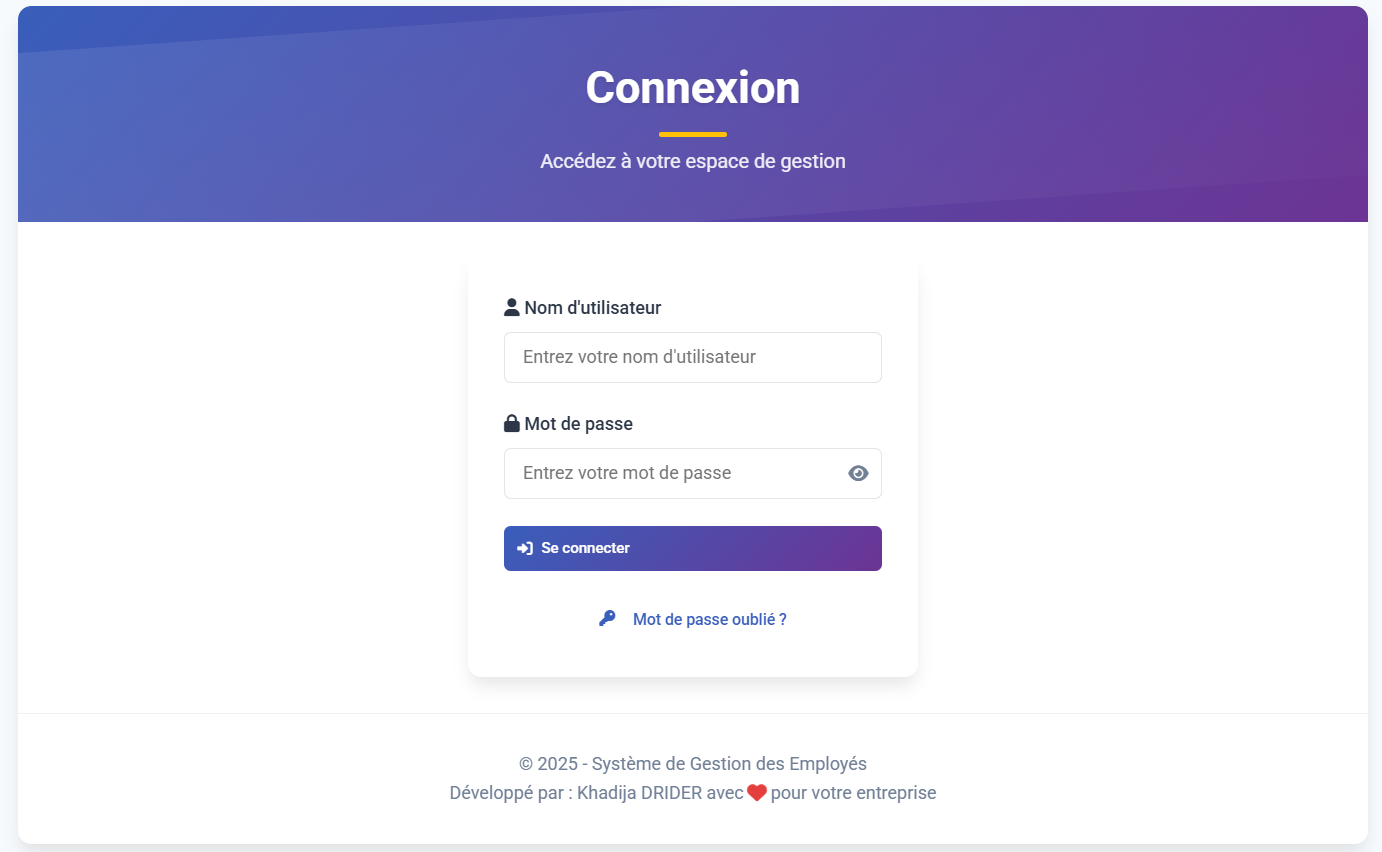 Connexion
Accédez à votre espace de gestion
Nom d'utilisateur
Entrez votre nom d'utilisateur
Mot de passe
Entrez votre mot de passe
Se connecter
Mot de passe oublié ?
© 2025 - Système de Gestion des Employés
Développé par : Khadija DRIDER avec ❤ pour votre entreprise